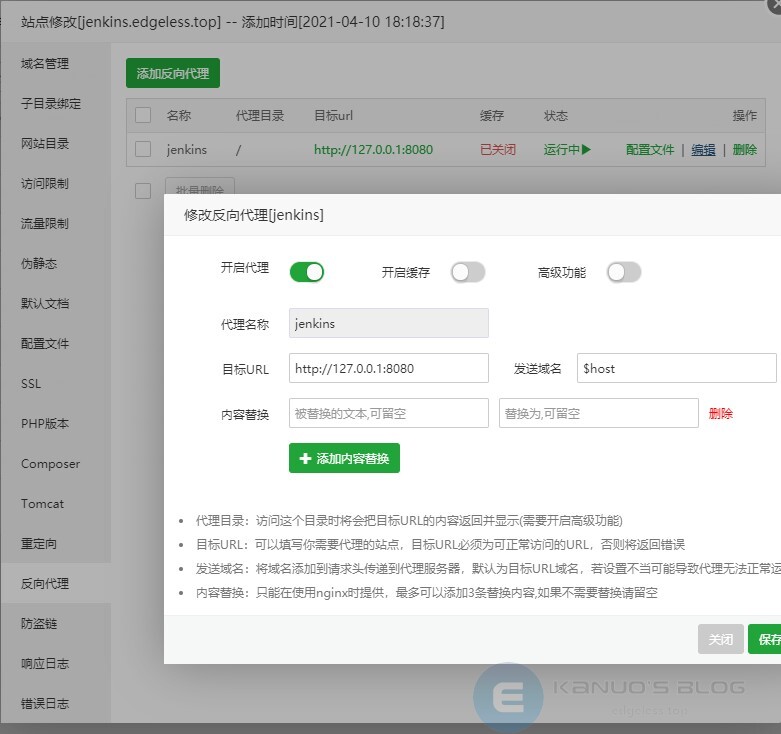 站点修改[jenkins.edgeless.top] -- 添加时间[2021-04-10 18:18:37]
域名管理
子目录绑定
网站目录
访问限制
流量限制
伪静态
默认文档
配置文件
SSL
PHP版本
Composer
Tomcat
重定向
反向代理
防盗链
响应日志
错误日志
添加反向代理
名称 代理目录 目标url 缓存 状态 操作
jenkins / http://127.0.0.1:8080 已关闭 运行中 配置文件 | 编辑 | 删除
批量删除
修改反向代理[jenkins]
开启代理 开启缓存 高级功能
代理名称 jenkins
目标URL http://127.0.0.1:8080 发送域名 $host
内容替换 被替换的文本,可留空 替换为,可留空 删除
添加内容替换
代理目录：访问这个目录时将会把目标URL的内容返回并显示(需要开启高级功能)
目标URL：可以填写你需要代理的站点，目标URL必须为可正常访问的URL，否则将返回错误
发送域名：将域名添加到请求头传递到代理服务器，默认为目标URL域名，若设置不当可能导致代理无法正常运
内容替换：只能在使用nginx时提供，最多可以添加3条替换内容,如果不需要替换请留空
关闭 保存
KANUO'S BLOG
edgeless.top